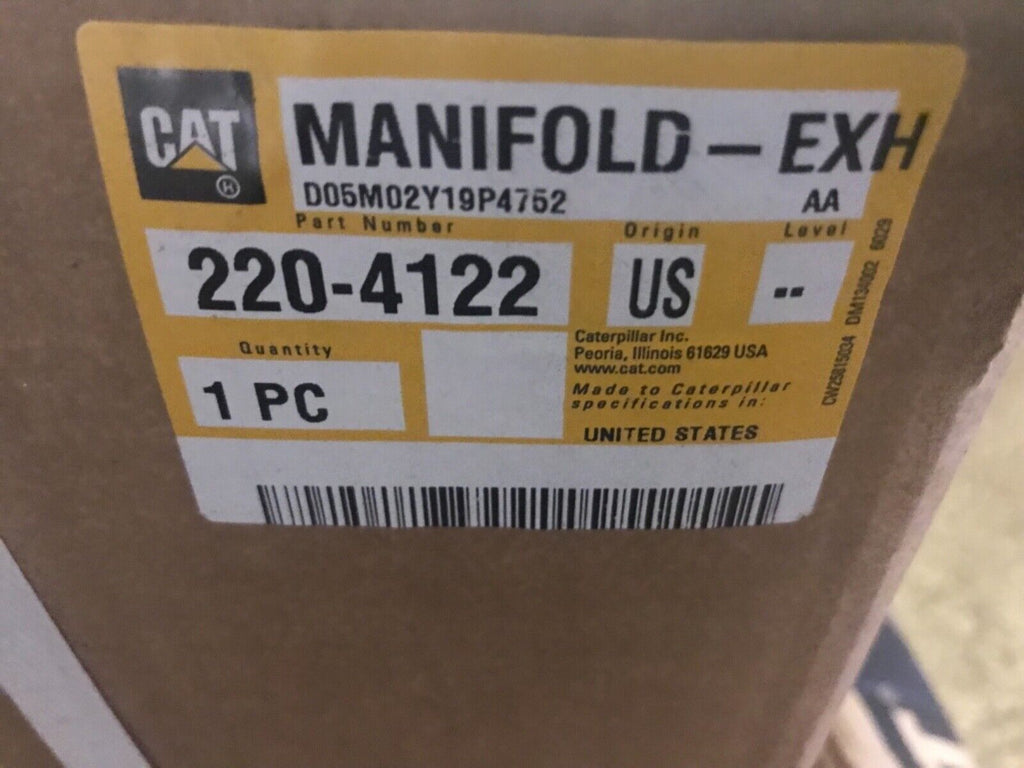 CAT
®
MANIFOLD - EXH
D05M02Y19P4752
AA
Part Number
Origin
Level
220-4122
US
--
Quantity
1 PC
Caterpillar Inc.
Peoria, Illinois 61629 USA
www.cat.com
Made to Caterpillar
specifications in:
UNITED STATES
6029